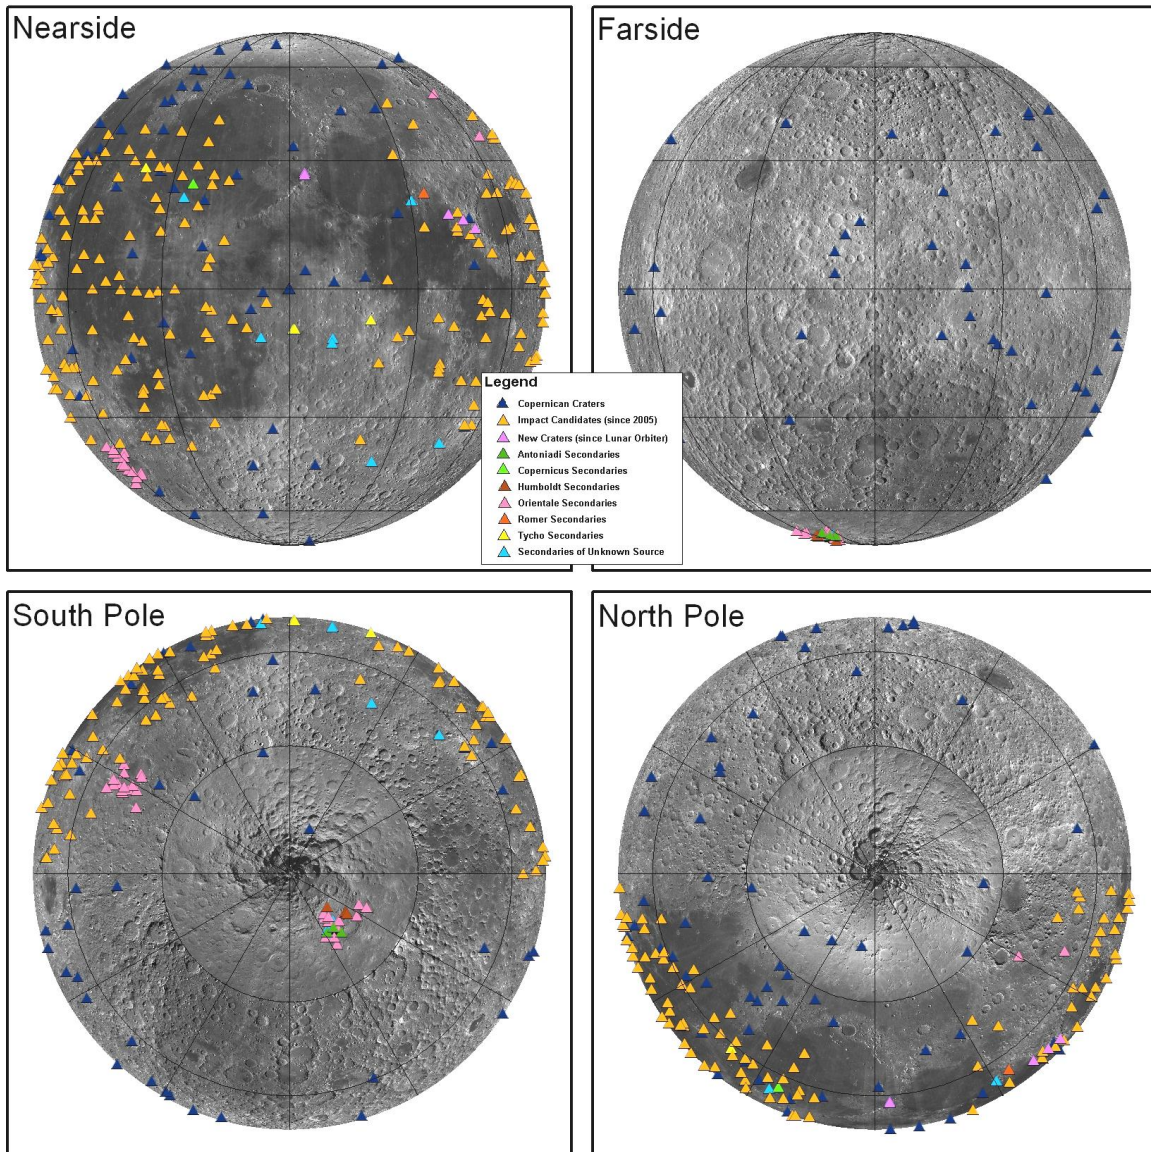 Nearside
Farside
Legend
Copernican Craters
Impact Candidates (since 2005)
New Craters (since Lunar Orbiter)
Antoniadi Secondaries
Copernicus Secondaries
Humboldt Secondaries
Orientale Secondaries
Romer Secondaries
Tycho Secondaries
Secondaries of Unknown Source
South Pole
North Pole